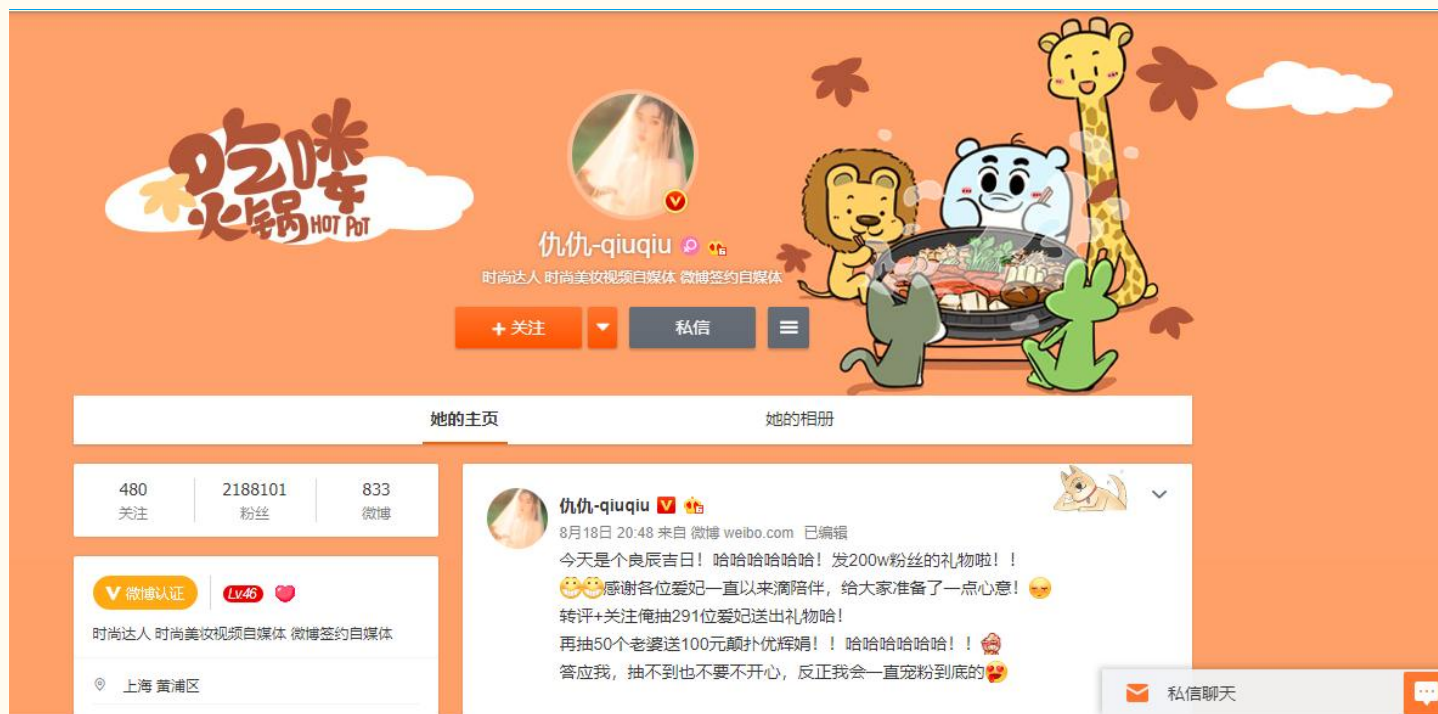 吃喽
火锅 HOT POT
仇仇-qiuqiu
时尚达人 时尚美妆视频自媒体 微博签约自媒体
+ 关注
私信
她的主页
她的相册
480
关注
2188101
粉丝
833
微博
V 微博认证
Lv.46
时尚达人 时尚美妆视频自媒体 微博签约自媒体
上海 黄浦区
仇仇-qiuqiu V
8月18日 20:48 来自 微博 weibo.com 已编辑
今天是个良辰吉日！哈哈哈哈哈哈！发200w粉丝的礼物啦！！
感谢各位爱妃一直以来滴陪伴，给大家准备了一点心意！
转评+关注俺抽291位爱妃送出礼物哈！
再抽50个老婆送100元颠扑优辉娟！！哈哈哈哈哈哈！！
答应我，抽不到也不要不开心，反正我会一直宠粉到底的
私信聊天